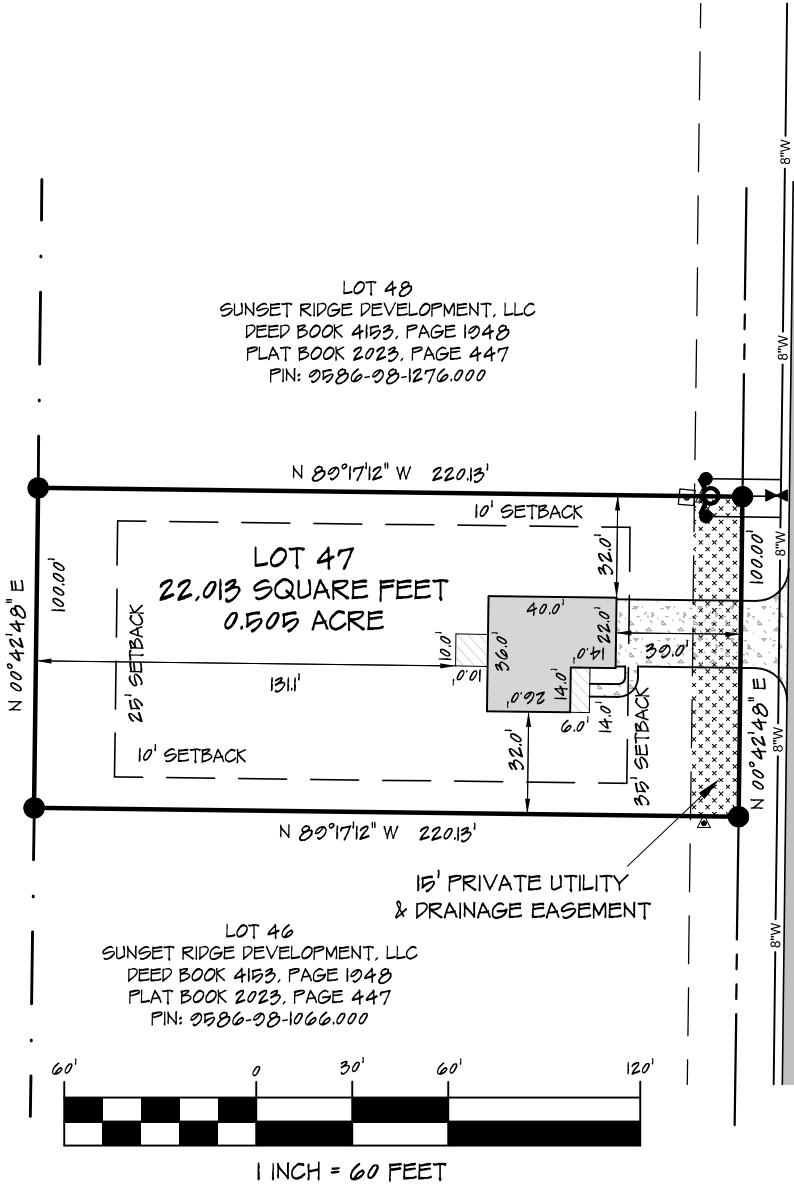 8"W
8"W
LOT 48
SUNSET RIDGE DEVELOPMENT, LLC
DEED BOOK 4153, PAGE 1948
PLAT BOOK 2023, PAGE 447
PIN: 9586-98-1276.000
N 89°17'12" W 220.13'
10' SETBACK
8"W
LOT 47
22,013 SQUARE FEET
0.505 ACRE
32.0'
100.00'
100.00'
N 00°42'48" E
40.0'
22.0'
10.0'
36.0'
14.0'
39.0'
10.0'
131.1'
25' SETBACK
14.0'
26.0'
6.0'
14.0'
35' SETBACK
N 00°42'48" E
8"W
32.0'
10' SETBACK
N 89°17'12" W 220.13'
15' PRIVATE UTILITY
& DRAINAGE EASEMENT
8"W
LOT 46
SUNSET RIDGE DEVELOPMENT, LLC
DEED BOOK 4153, PAGE 1948
PLAT BOOK 2023, PAGE 447
PIN: 9586-98-1066.000
60' 0 30' 60' 120'
1 INCH = 60 FEET